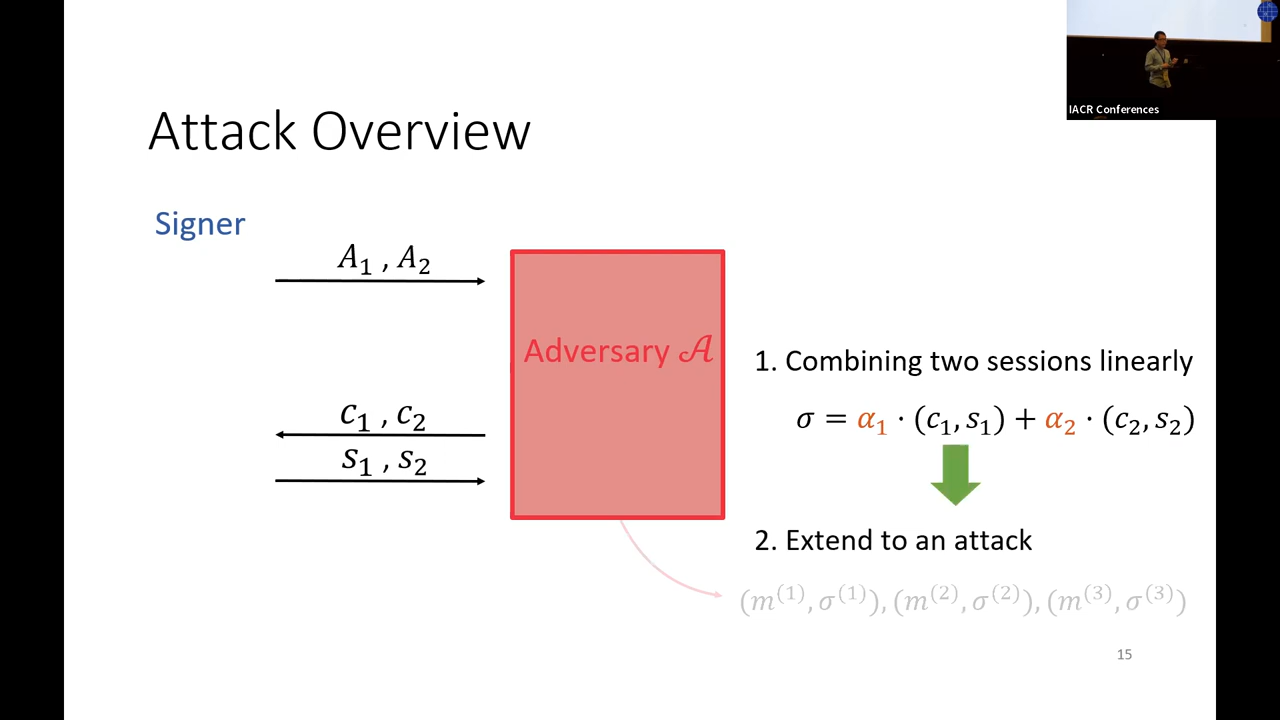 IACR Conferences
Attack Overview
Signer
A₁ , A₂
Adversary 𝒜
1. Combining two sessions linearly
c₁ , c₂
σ = α₁ · (c₁, s₁) + α₂ · (c₂, s₂)
s₁ , s₂
2. Extend to an attack
(m⁽¹⁾, σ⁽¹⁾), (m⁽²⁾, σ⁽²⁾), (m⁽³⁾, σ⁽³⁾)
15